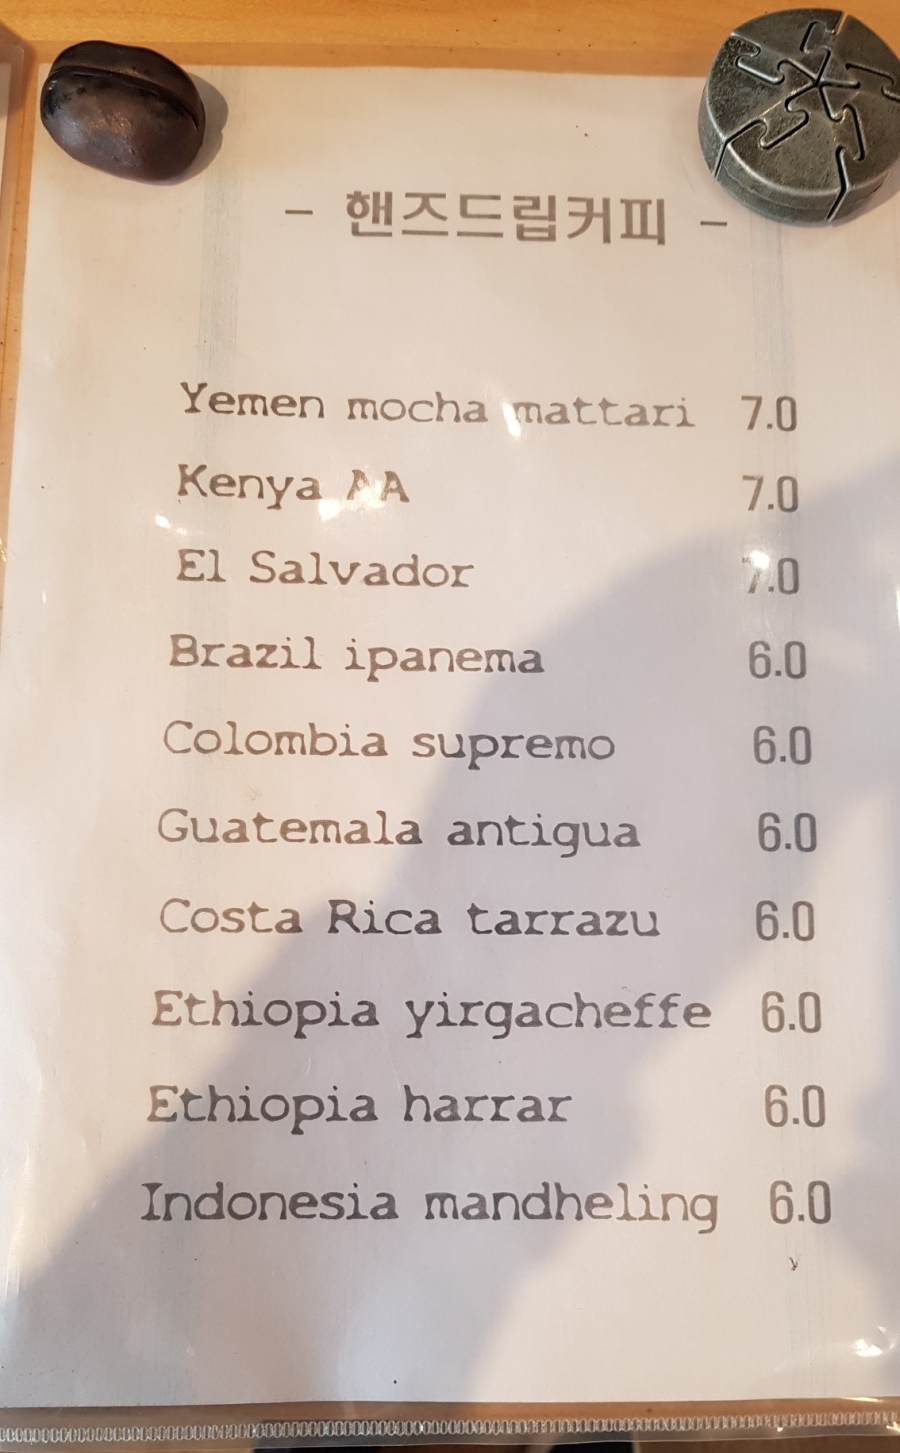 - 핸즈드립커피 -
Yemen mocha mattari 7.0
Kenya AA 7.0
El Salvador 7.0
Brazil ipanema 6.0
Colombia supremo 6.0
Guatemala antigua 6.0
Costa Rica tarrazu 6.0
Ethiopia yirgacheffe 6.0
Ethiopia harrar 6.0
Indonesia mandheling 6.0